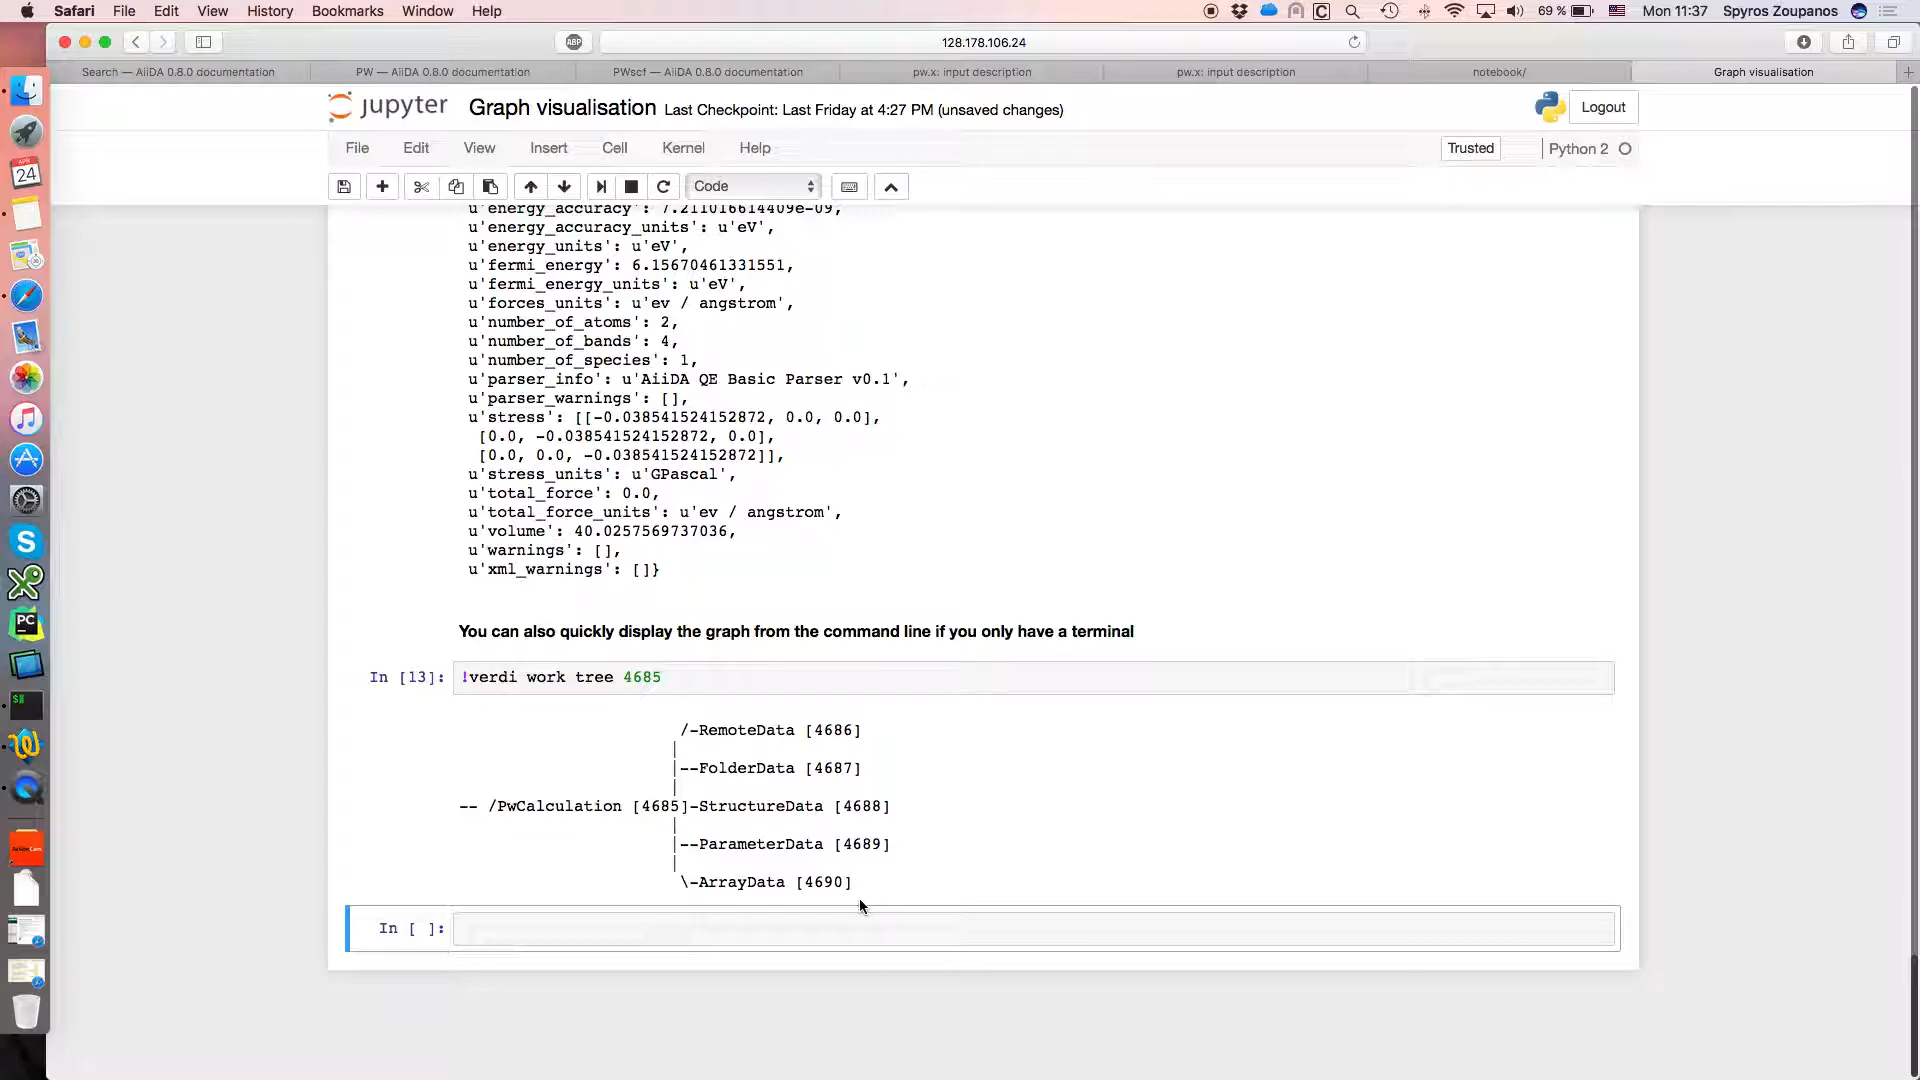 Safari File Edit View History Bookmarks Window Help 69 % Mon 11:37 Spyros Zoupanos
ABP 128.178.106.24
Search — AiiDA 0.8.0 documentation PW — AiiDA 0.8.0 documentation PWscf — AiiDA 0.8.0 documentation pw.x: input description pw.x: input description notebook/ Graph visualisation
jupyter Graph visualisation Last Checkpoint: Last Friday at 4:27 PM (unsaved changes) Logout
File Edit View Insert Cell Kernel Help Trusted Python 2
Code
u'energy_accuracy': 7.211016614409e-09,
u'energy_accuracy_units': u'eV',
u'energy_units': u'eV',
u'fermi_energy': 6.15670461331551,
u'fermi_energy_units': u'eV',
u'forces_units': u'ev / angstrom',
u'number_of_atoms': 2,
u'number_of_bands': 4,
u'number_of_species': 1,
u'parser_info': u'AiiDA QE Basic Parser v0.1',
u'parser_warnings': [],
u'stress': [[-0.038541524152872, 0.0, 0.0],
[0.0, -0.038541524152872, 0.0],
[0.0, 0.0, -0.038541524152872]],
u'stress_units': u'GPascal',
u'total_force': 0.0,
u'total_force_units': u'ev / angstrom',
u'volume': 40.0257569737036,
u'warnings': [],
u'xml_warnings': []}
You can also quickly display the graph from the command line if you only have a terminal
In [13]: !verdi work tree 4685
/-RemoteData [4686]
|
|--FolderData [4687]
|
-- /PwCalculation [4685]-StructureData [4688]
|
|--ParameterData [4689]
|
\-ArrayData [4690]
In [ ]:
APR
24
PC
$